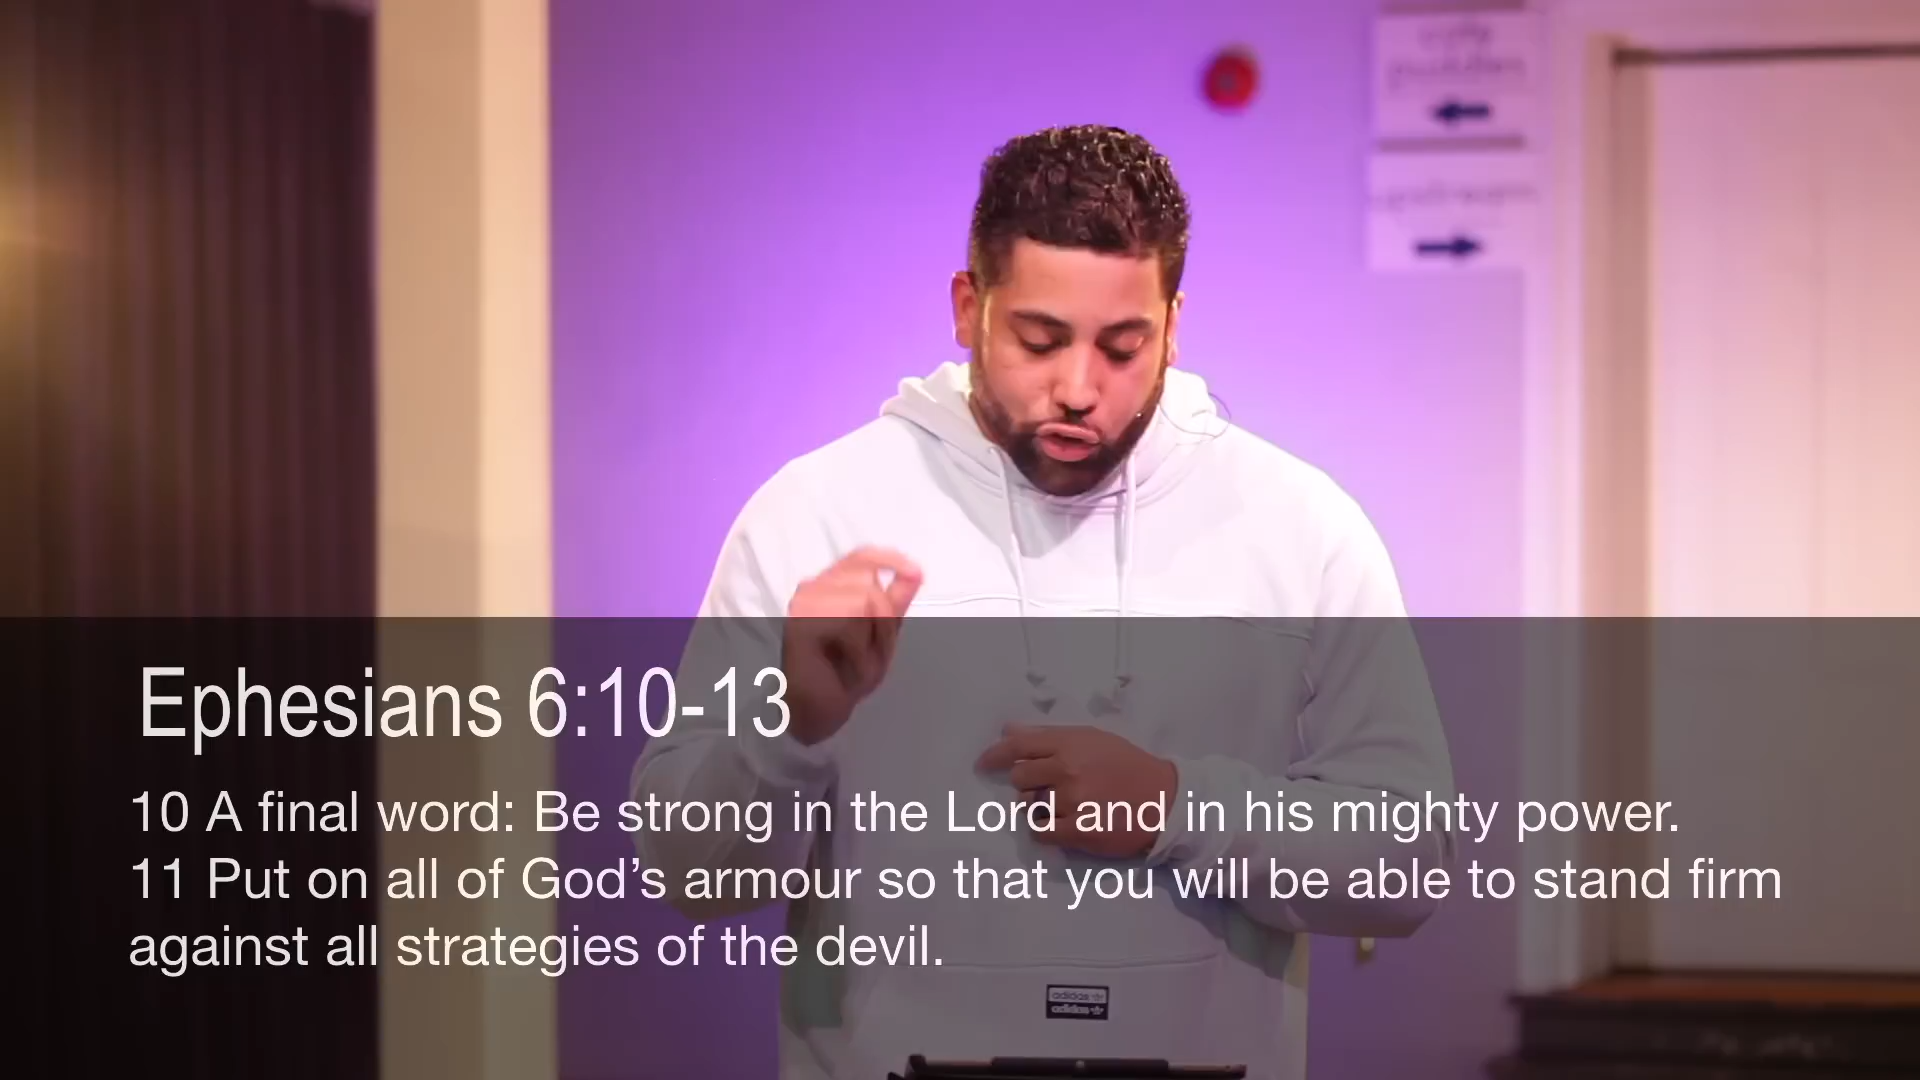 Ephesians 6:10-13
10 A final word: Be strong in the Lord and in his mighty power.
11 Put on all of God’s armour so that you will be able to stand firm
against all strategies of the devil.
adidas
adidas